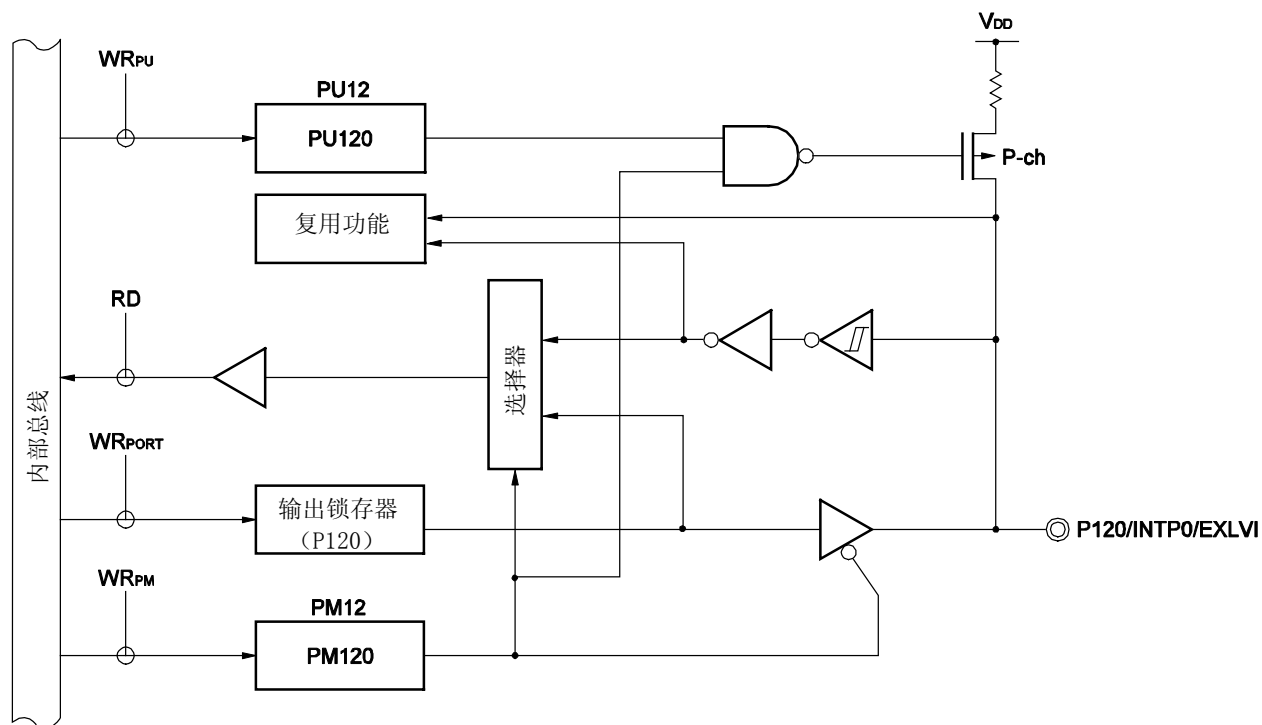 VDD
WRPU
PU12
PU120
P-ch
复用功能
RD
选择器
内部总线
WRPORT
输出锁存器
（P120）
P120/INTP0/EXLVI
WRPM
PM12
PM120